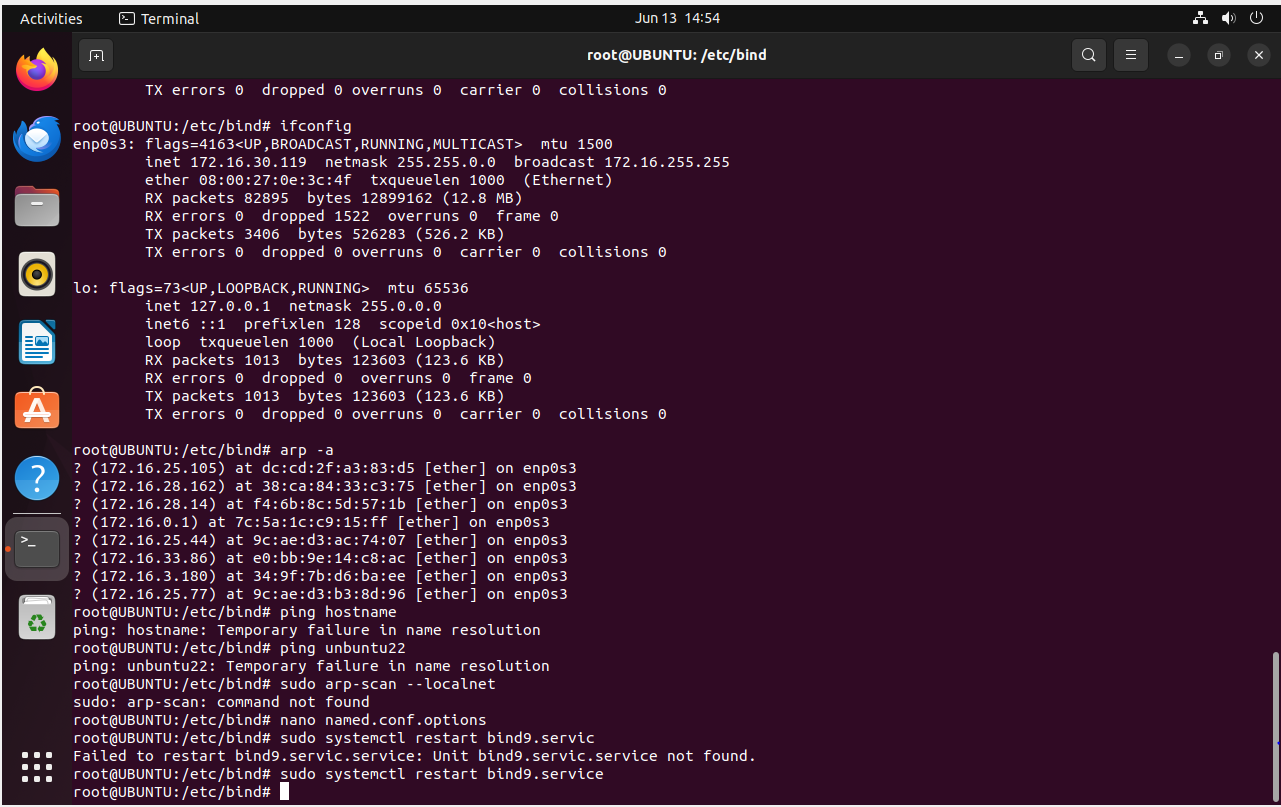 Activities Terminal Jun 13 14:54
root@UBUNTU: /etc/bind
TX errors 0  dropped 0 overruns 0  carrier 0  collisions 0
root@UBUNTU:/etc/bind# ifconfig
enp0s3: flags=4163<UP,BROADCAST,RUNNING,MULTICAST>  mtu 1500
inet 172.16.30.119  netmask 255.255.0.0  broadcast 172.16.255.255
ether 08:00:27:0e:3c:4f  txqueuelen 1000  (Ethernet)
RX packets 82895  bytes 12899162 (12.8 MB)
RX errors 0  dropped 1522  overruns 0  frame 0
TX packets 3406  bytes 526283 (526.2 KB)
TX errors 0  dropped 0 overruns 0  carrier 0  collisions 0
lo: flags=73<UP,LOOPBACK,RUNNING>  mtu 65536
inet 127.0.0.1  netmask 255.0.0.0
inet6 ::1  prefixlen 128  scopeid 0x10<host>
loop  txqueuelen 1000  (Local Loopback)
RX packets 1013  bytes 123603 (123.6 KB)
RX errors 0  dropped 0  overruns 0  frame 0
TX packets 1013  bytes 123603 (123.6 KB)
TX errors 0  dropped 0 overruns 0  carrier 0  collisions 0
root@UBUNTU:/etc/bind# arp -a
? (172.16.25.105) at dc:cd:2f:a3:83:d5 [ether] on enp0s3
? (172.16.28.162) at 38:ca:84:33:c3:75 [ether] on enp0s3
? (172.16.28.14) at f4:6b:8c:5d:57:1b [ether] on enp0s3
? (172.16.0.1) at 7c:5a:1c:c9:15:ff [ether] on enp0s3
? (172.16.25.44) at 9c:ae:d3:ac:74:07 [ether] on enp0s3
? (172.16.33.86) at e0:bb:9e:14:c8:ac [ether] on enp0s3
? (172.16.3.180) at 34:9f:7b:d6:ba:ee [ether] on enp0s3
? (172.16.25.77) at 9c:ae:d3:b3:8d:96 [ether] on enp0s3
root@UBUNTU:/etc/bind# ping hostname
ping: hostname: Temporary failure in name resolution
root@UBUNTU:/etc/bind# ping unbuntu22
ping: unbuntu22: Temporary failure in name resolution
root@UBUNTU:/etc/bind# sudo arp-scan --localnet
sudo: arp-scan: command not found
root@UBUNTU:/etc/bind# nano named.conf.options
root@UBUNTU:/etc/bind# sudo systemctl restart bind9.servic
Failed to restart bind9.servic.service: Unit bind9.servic.service not found.
root@UBUNTU:/etc/bind# sudo systemctl restart bind9.service
root@UBUNTU:/etc/bind#